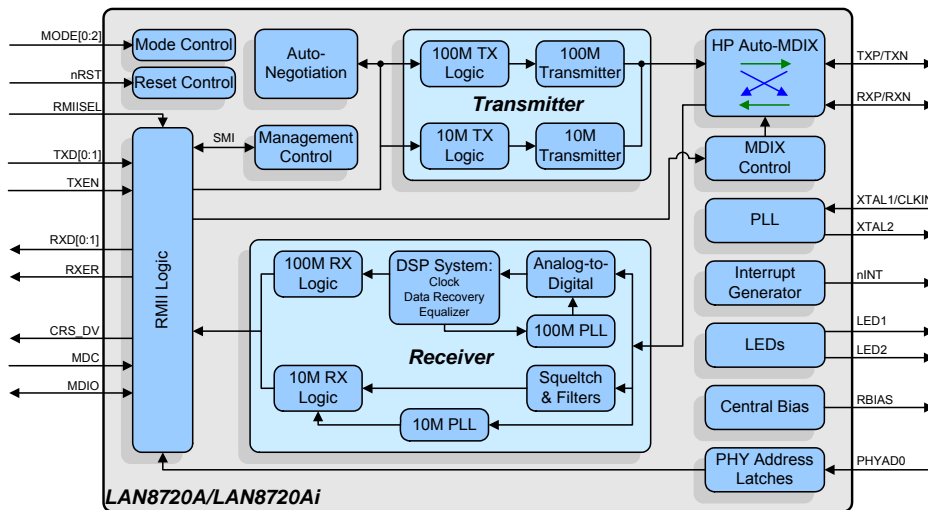 MODE[0:2]
nRST
RMIISEL
TXD[0:1]
TXEN
RXD[0:1]
RXER
CRS_DV
MDC
MDIO
Mode Control
Reset Control
Auto-
Negotiation
SMI
Management
Control
RMII Logic
100M TX
Logic
100M
Transmitter
Transmitter
10M TX
Logic
10M
Transmitter
100M RX
Logic
DSP System:
Clock
Data Recovery
Equalizer
Analog-to-
Digital
100M PLL
Receiver
10M RX
Logic
Squeltch
& Filters
10M PLL
HP Auto-MDIX
MDIX
Control
PLL
Interrupt
Generator
LEDs
Central Bias
PHY Address
Latches
TXP/TXN
RXP/RXN
XTAL1/CLKIN
XTAL2
nINT
LED1
LED2
RBIAS
PHYAD0
LAN8720A/LAN8720Ai